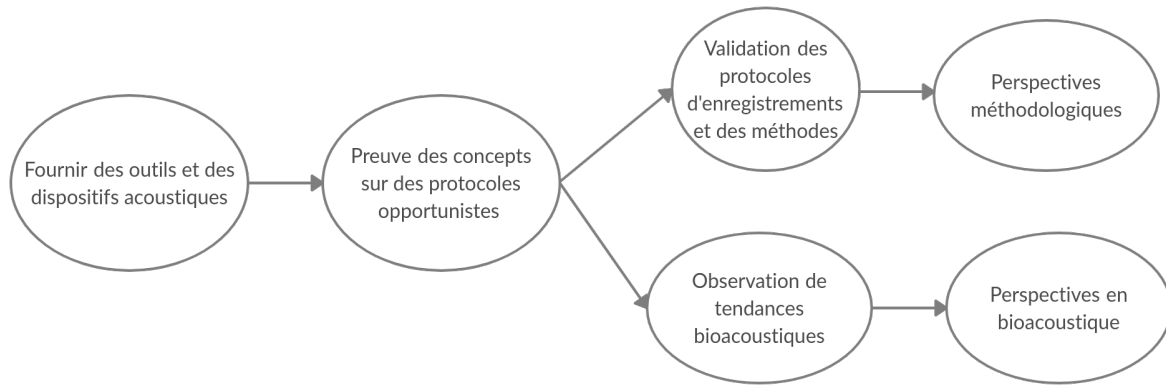 Fournir des outils et des
dispositifs acoustiques
Preuve des concepts
sur des protocoles
opportunistes
Validation des
protocoles
d'enregistrements
et des méthodes
Perspectives
méthodologiques
Observation de
tendances
bioacoustiques
Perspectives en
bioacoustique